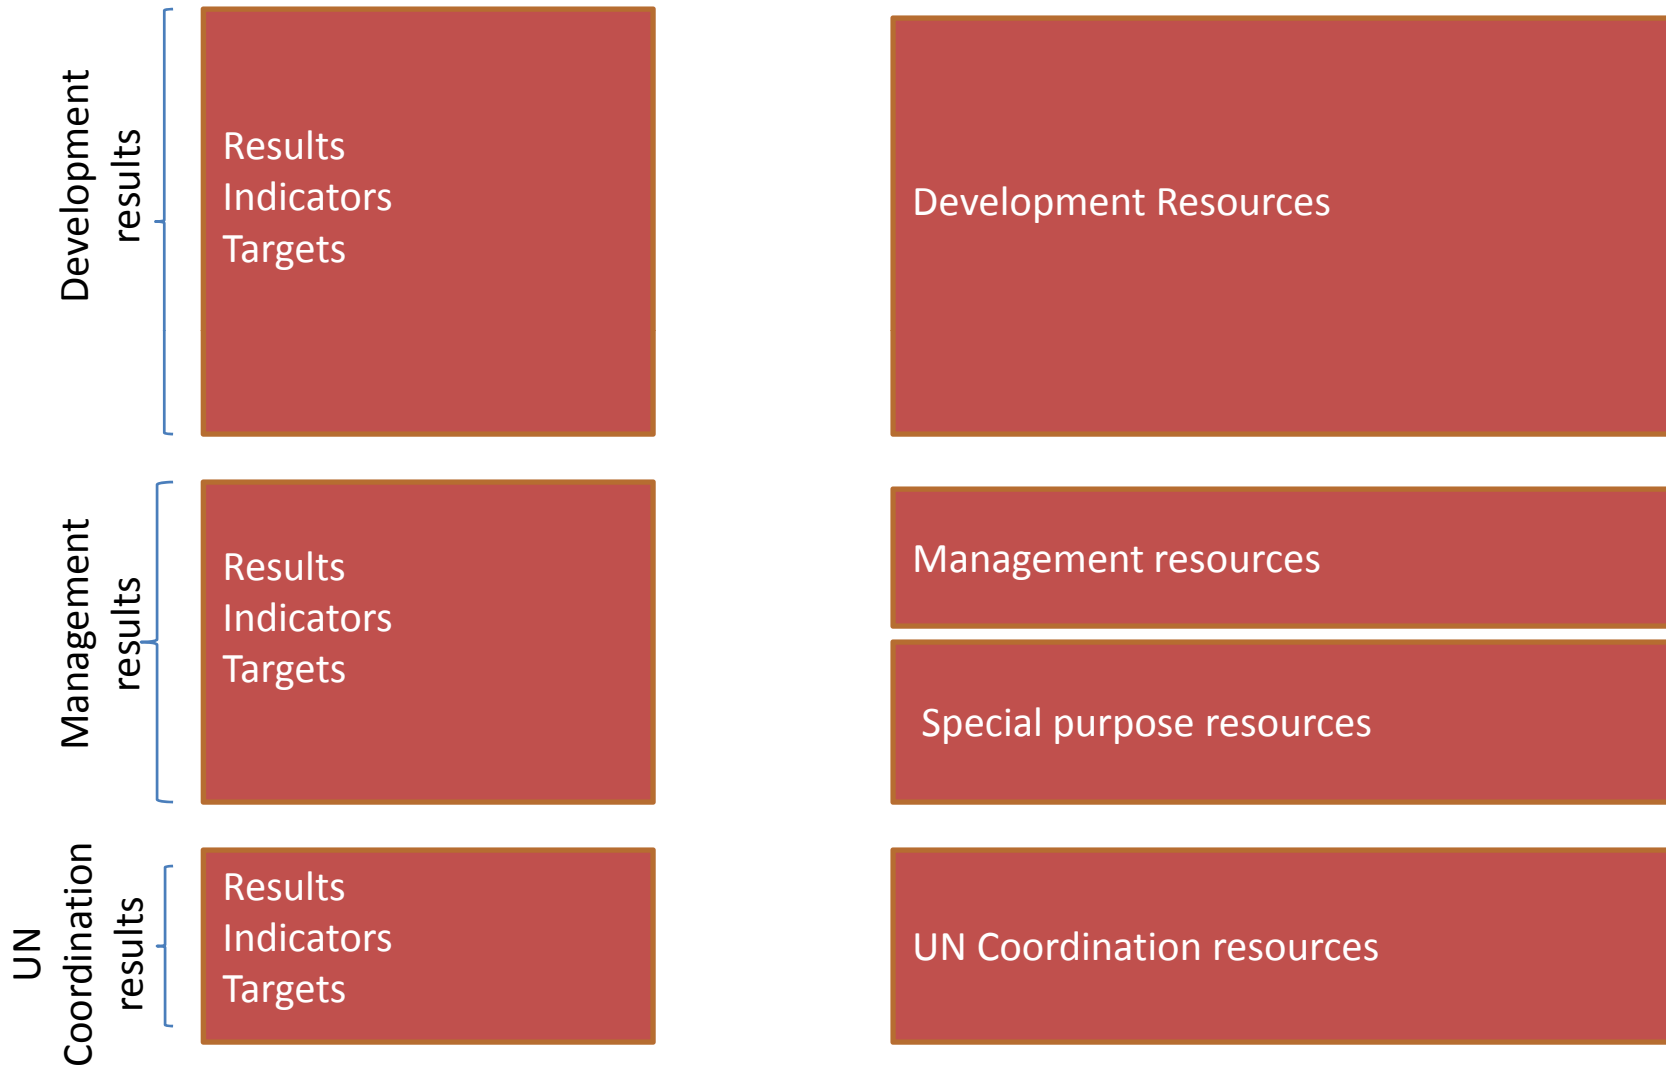 Development
results
Results
Indicators
Targets
Development Resources
Management
results
Results
Indicators
Targets
Management resources
Special purpose resources
UN
Coordination
results
Results
Indicators
Targets
UN Coordination resources